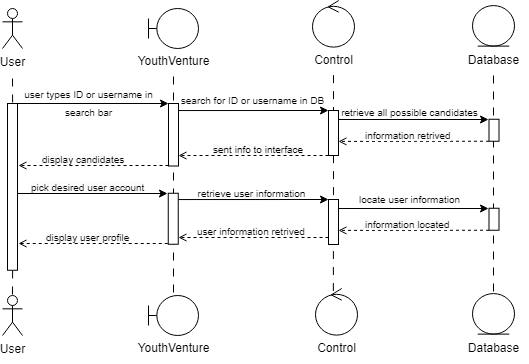 User
YouthVenture
Control
Database
user types ID or username in
search bar
search for ID or username in DB
retrieve all possible candidates
information retrived
sent info to interface
display candidates
pick desired user account
retrieve user information
locate user information
information located
user information retrived
display user profile
User
YouthVenture
Control
Database